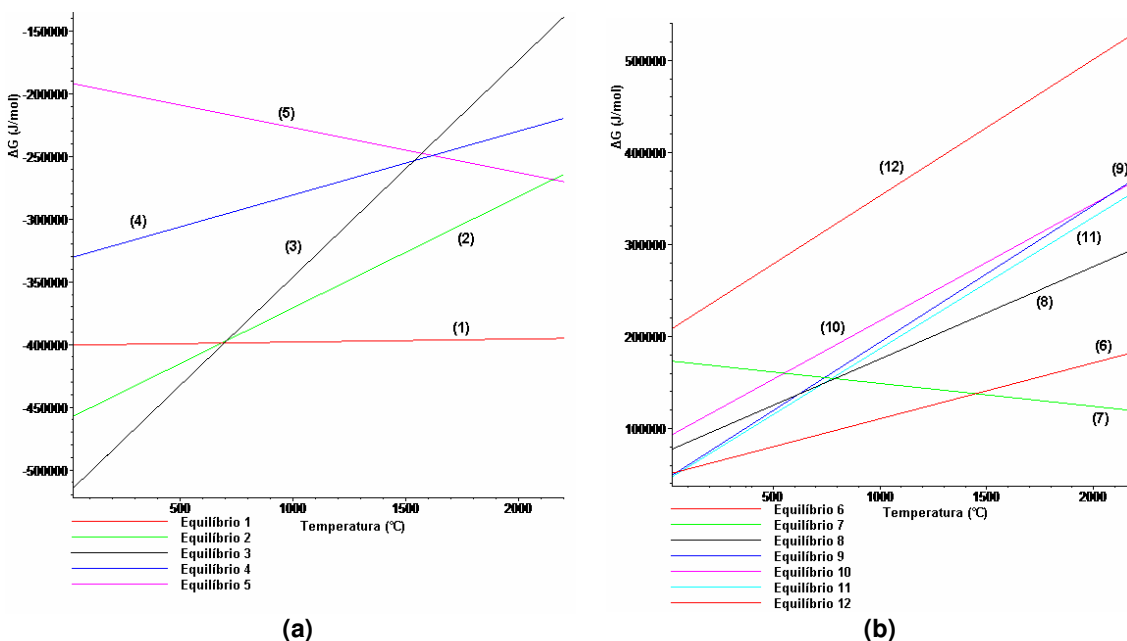 -150000
-200000
-250000
-300000
-350000
-400000
-450000
-500000
ΔG (J/mol)
(5)
(4)
(3)
(2)
(1)
500
1000
1500
2000
Temperatura (°C)
Equilíbrio 1
Equilíbrio 2
Equilíbrio 3
Equilíbrio 4
Equilíbrio 5
(a)
500000
400000
300000
200000
100000
ΔG (J/mol)
(12)
(9)
(11)
(10)
(8)
(6)
(7)
500
1000
1500
2000
Temperatura (°C)
Equilíbrio 6
Equilíbrio 7
Equilíbrio 8
Equilíbrio 9
Equilíbrio 10
Equilíbrio 11
Equilíbrio 12
(b)